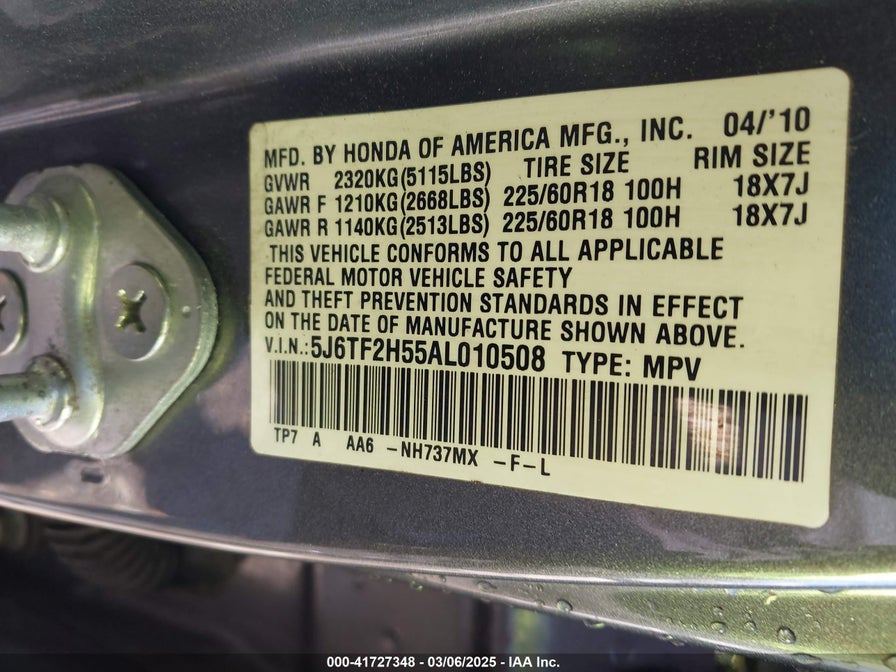 MFD. BY HONDA OF AMERICA MFG., INC. 04/'10
GVWR 2320KG(5115LBS) TIRE SIZE RIM SIZE
GAWR F 1210KG(2668LBS) 225/60R18 100H 18X7J
GAWR R 1140KG(2513LBS) 225/60R18 100H 18X7J
THIS VEHICLE CONFORMS TO ALL APPLICABLE
FEDERAL MOTOR VEHICLE SAFETY
AND THEFT PREVENTION STANDARDS IN EFFECT
ON THE DATE OF MANUFACTURE SHOWN ABOVE.
V.I.N.:5J6TF2H55AL010508 TYPE: MPV
TP7 A AA6 -NH737MX -F-L
000-41727348 - 03/06/2025 - IAA Inc.